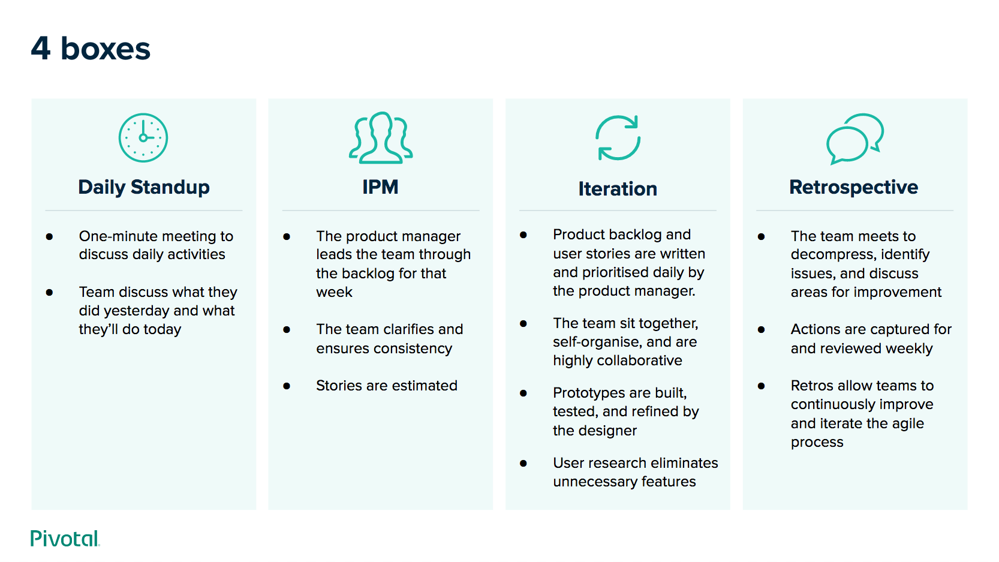 4 boxes
Daily Standup
● One-minute meeting to
discuss daily activities
● Team discuss what they
did yesterday and what
they’ll do today
IPM
● The product manager
leads the team through
the backlog for that
week
● The team clarifies and
ensures consistency
● Stories are estimated
Iteration
● Product backlog and
user stories are written
and prioritised daily by
the product manager.
● The team sit together,
self-organise, and are
highly collaborative
● Prototypes are built,
tested, and refined by
the designer
● User research eliminates
unnecessary features
Retrospective
● The team meets to
decompress, identify
issues, and discuss
areas for improvement
● Actions are captured for
and reviewed weekly
● Retros allow teams to
continuously improve
and iterate the agile
process
Pivotal